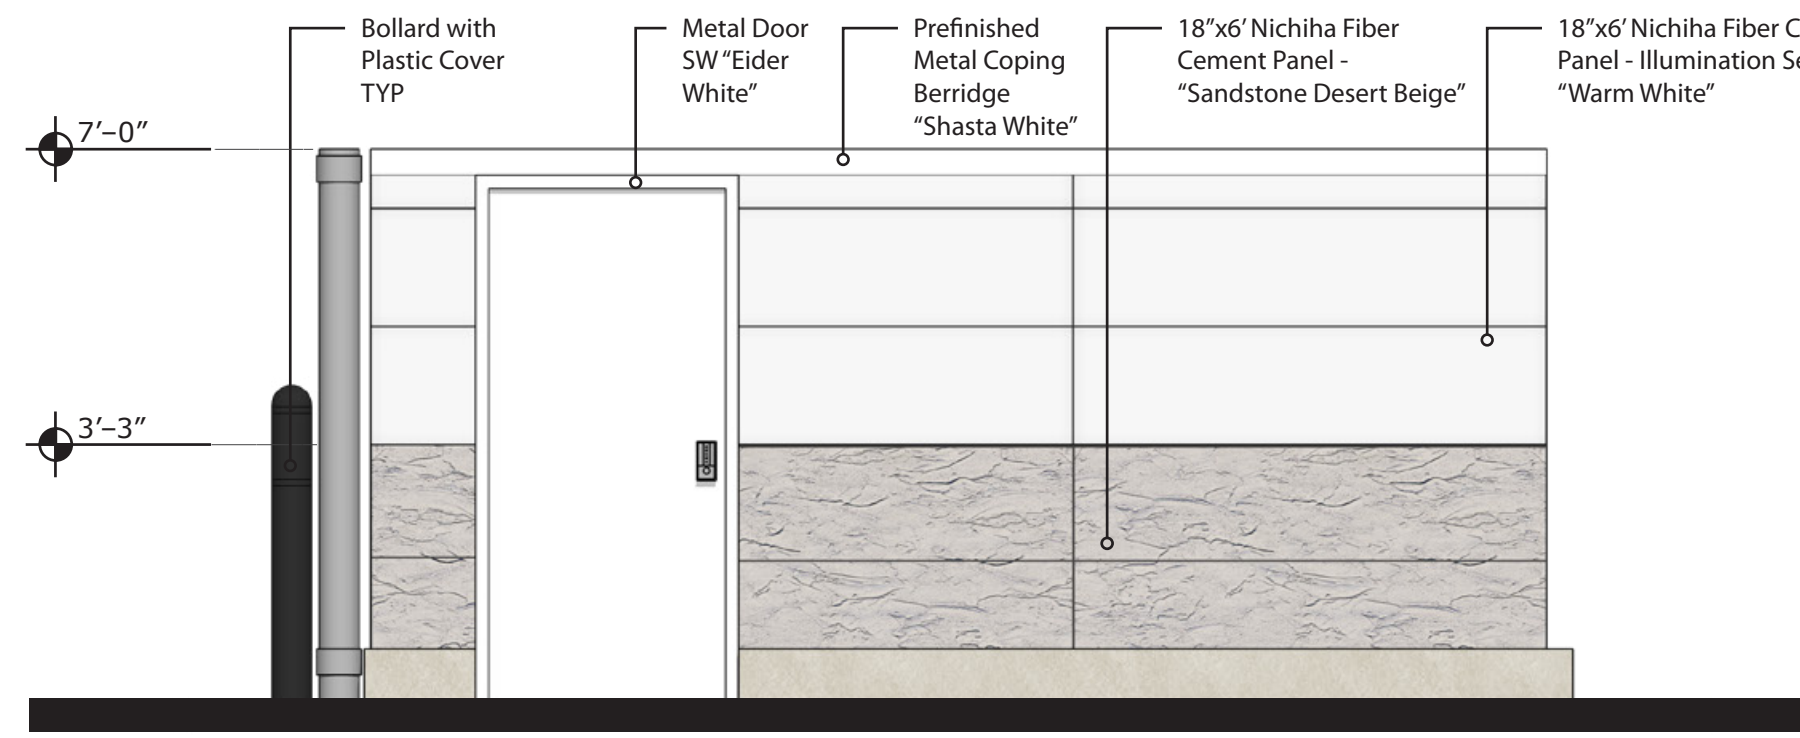 Bollard with
Plastic Cover
TYP
Metal Door
SW “Eider
White”
Prefinished
Metal Coping
Berridge
“Shasta White”
18”x6’ Nichiha Fiber
Cement Panel -
“Sandstone Desert Beige”
18”x6’ Nichiha Fiber
Panel - Illumination
“Warm White”
7’–0”
3’–3”